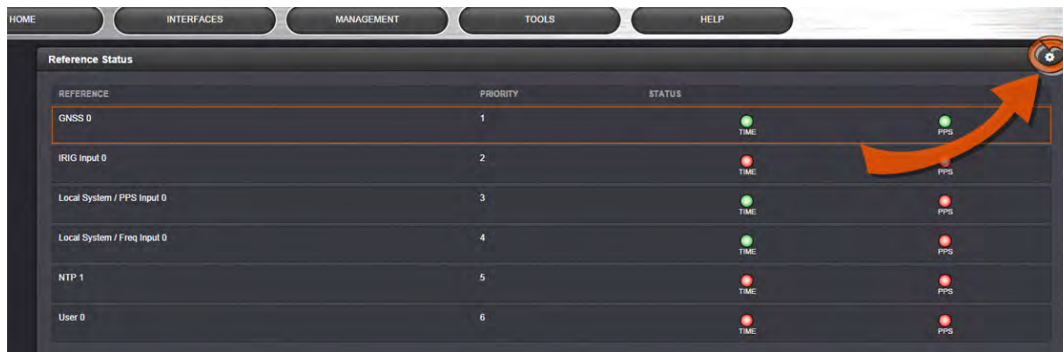 HOME INTERFACES MANAGEMENT TOOLS HELP
Reference Status
REFERENCE PRIORITY STATUS
GNSS 0 1
TIME PPS
IRIG Input 0 2
TIME PPS
Local System / PPS Input 0 3
TIME PPS
Local System / Freq Input 0 4
TIME PPS
NTP 1 5
TIME PPS
User 0 6
TIME PPS